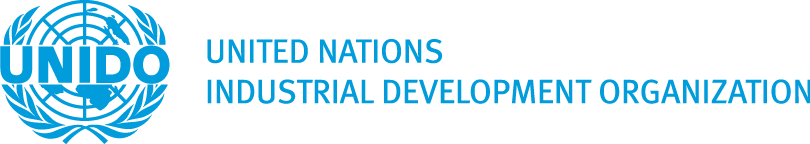 UNIDO
UNITED NATIONS
INDUSTRIAL DEVELOPMENT ORGANIZATION